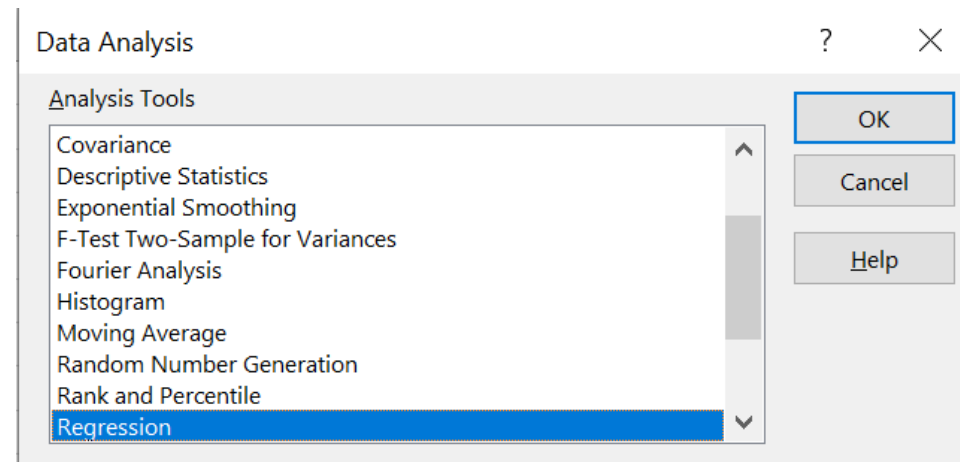 Data Analysis
?
Analysis Tools
OK
Covariance
Descriptive Statistics
Cancel
Exponential Smoothing
F-Test Two-Sample for Variances
Help
Fourier Analysis
Histogram
Moving Average
Random Number Generation
Rank and Percentile
Regression